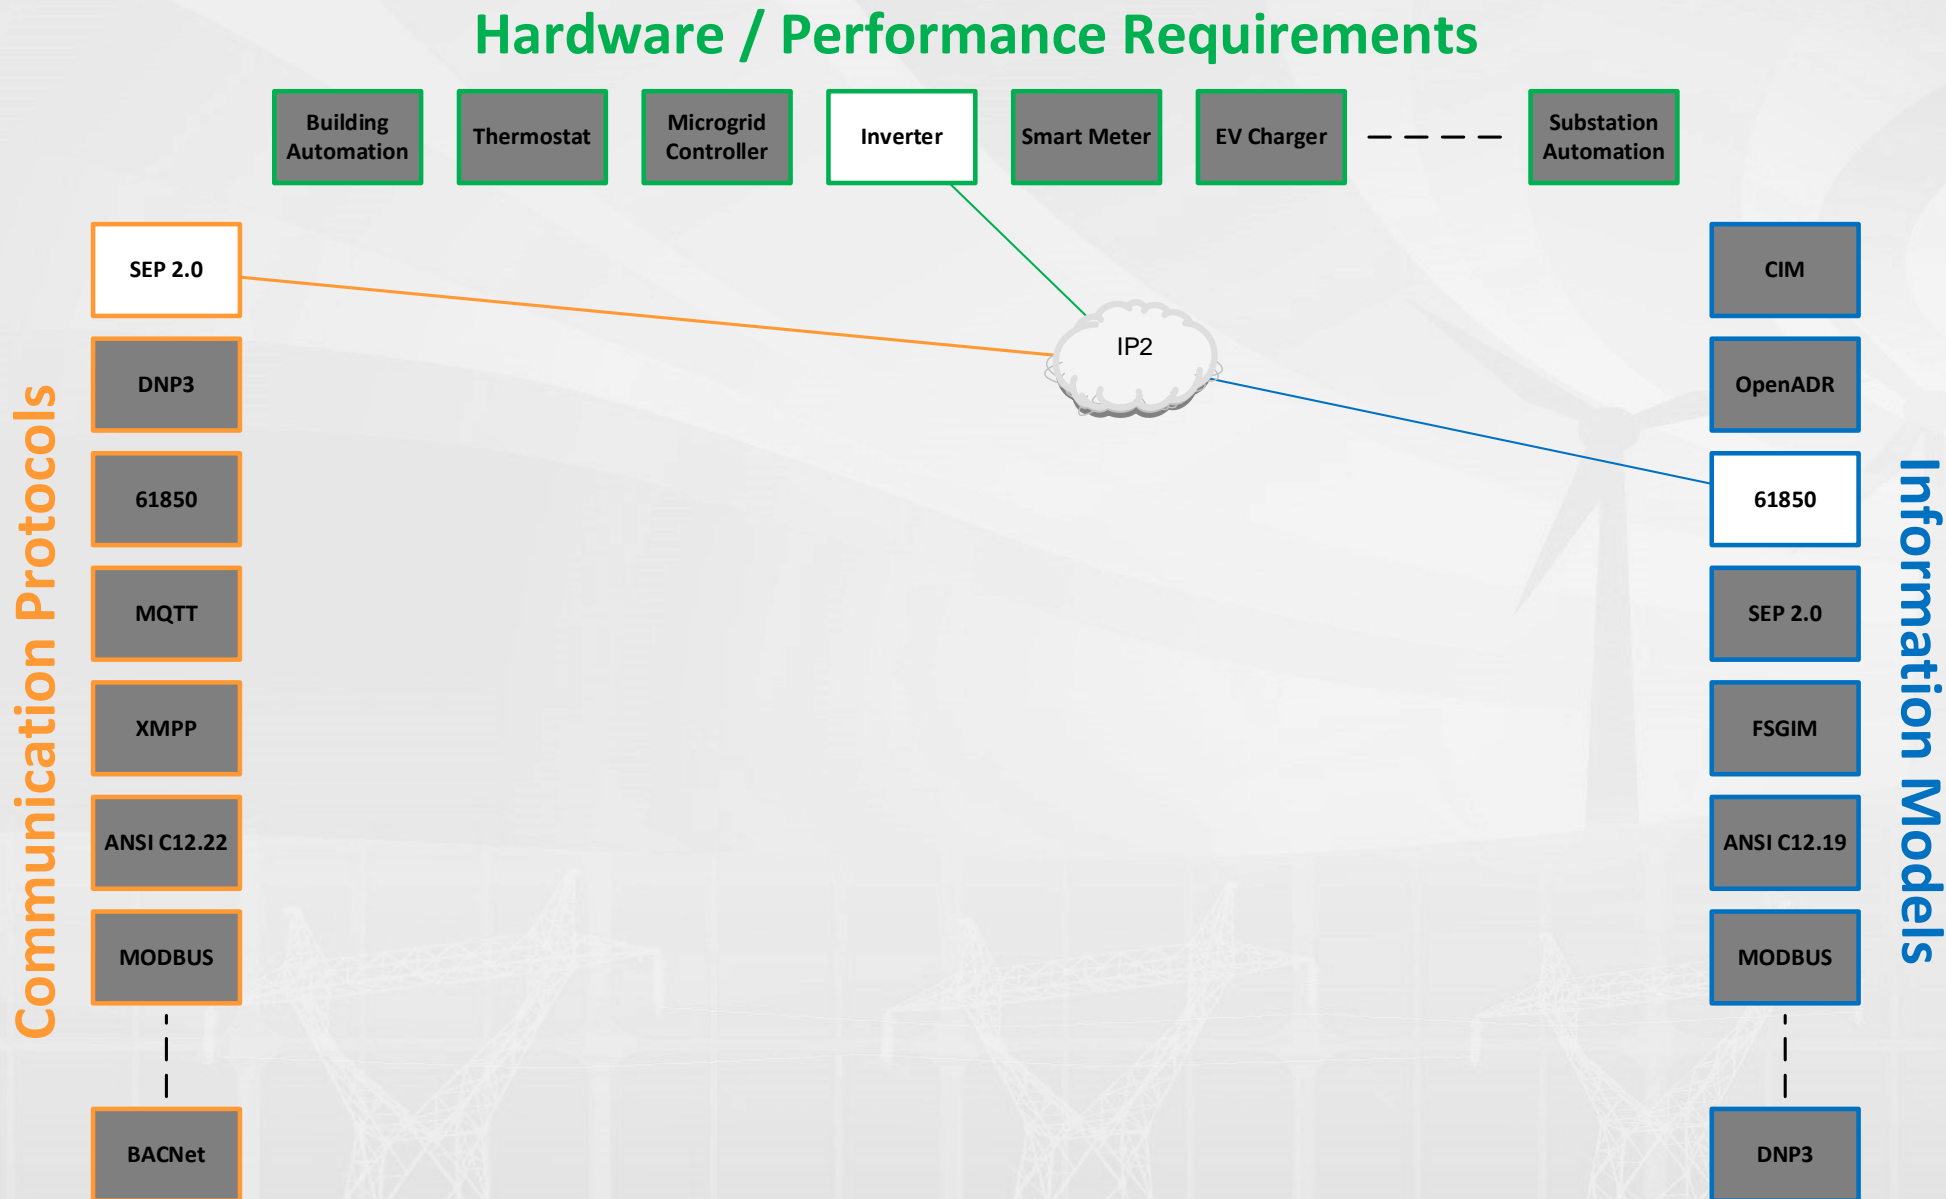 Hardware / Performance Requirements
Building
Automation
Thermostat
Microgrid
Controller
Inverter
Smart Meter
EV Charger
Substation
Automation
Communication Protocols
SEP 2.0
DNP3
61850
MQTT
XMPP
ANSI C12.22
MODBUS
BACNet
IP2
CIM
OpenADR
61850
SEP 2.0
FSGIM
ANSI C12.19
MODBUS
DNP3
Information Models